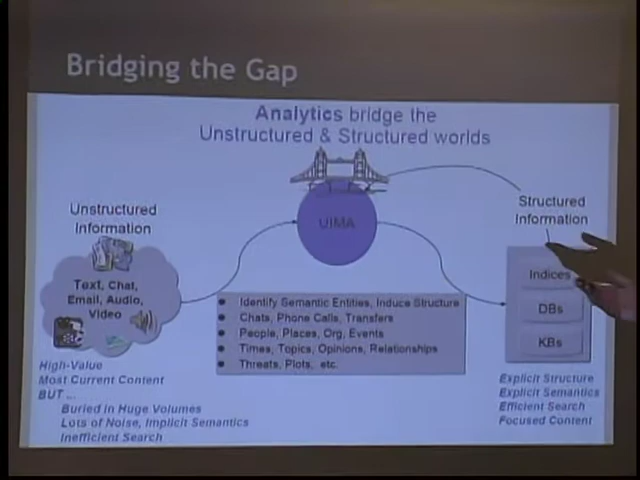 Bridging the Gap
Analytics bridge the
Unstructured & Structured worlds
Unstructured
Information
UIMA
Structured
Information
Text, Chat,
Email, Audio,
Video
Indices
DBs
KBs
● Identify Semantic Entities, Induce Structure
● Chats, Phone Calls, Transfers
● People, Places, Org, Events
● Times, Topics, Opinions, Relationships
● Threats, Plots, etc.
High-Value
Most Current Content
BUT ...
Buried in Huge Volumes
Lots of Noise, Implicit Semantics
Inefficient Search
Explicit Structure
Explicit Semantics
Efficient Search
Focused Content